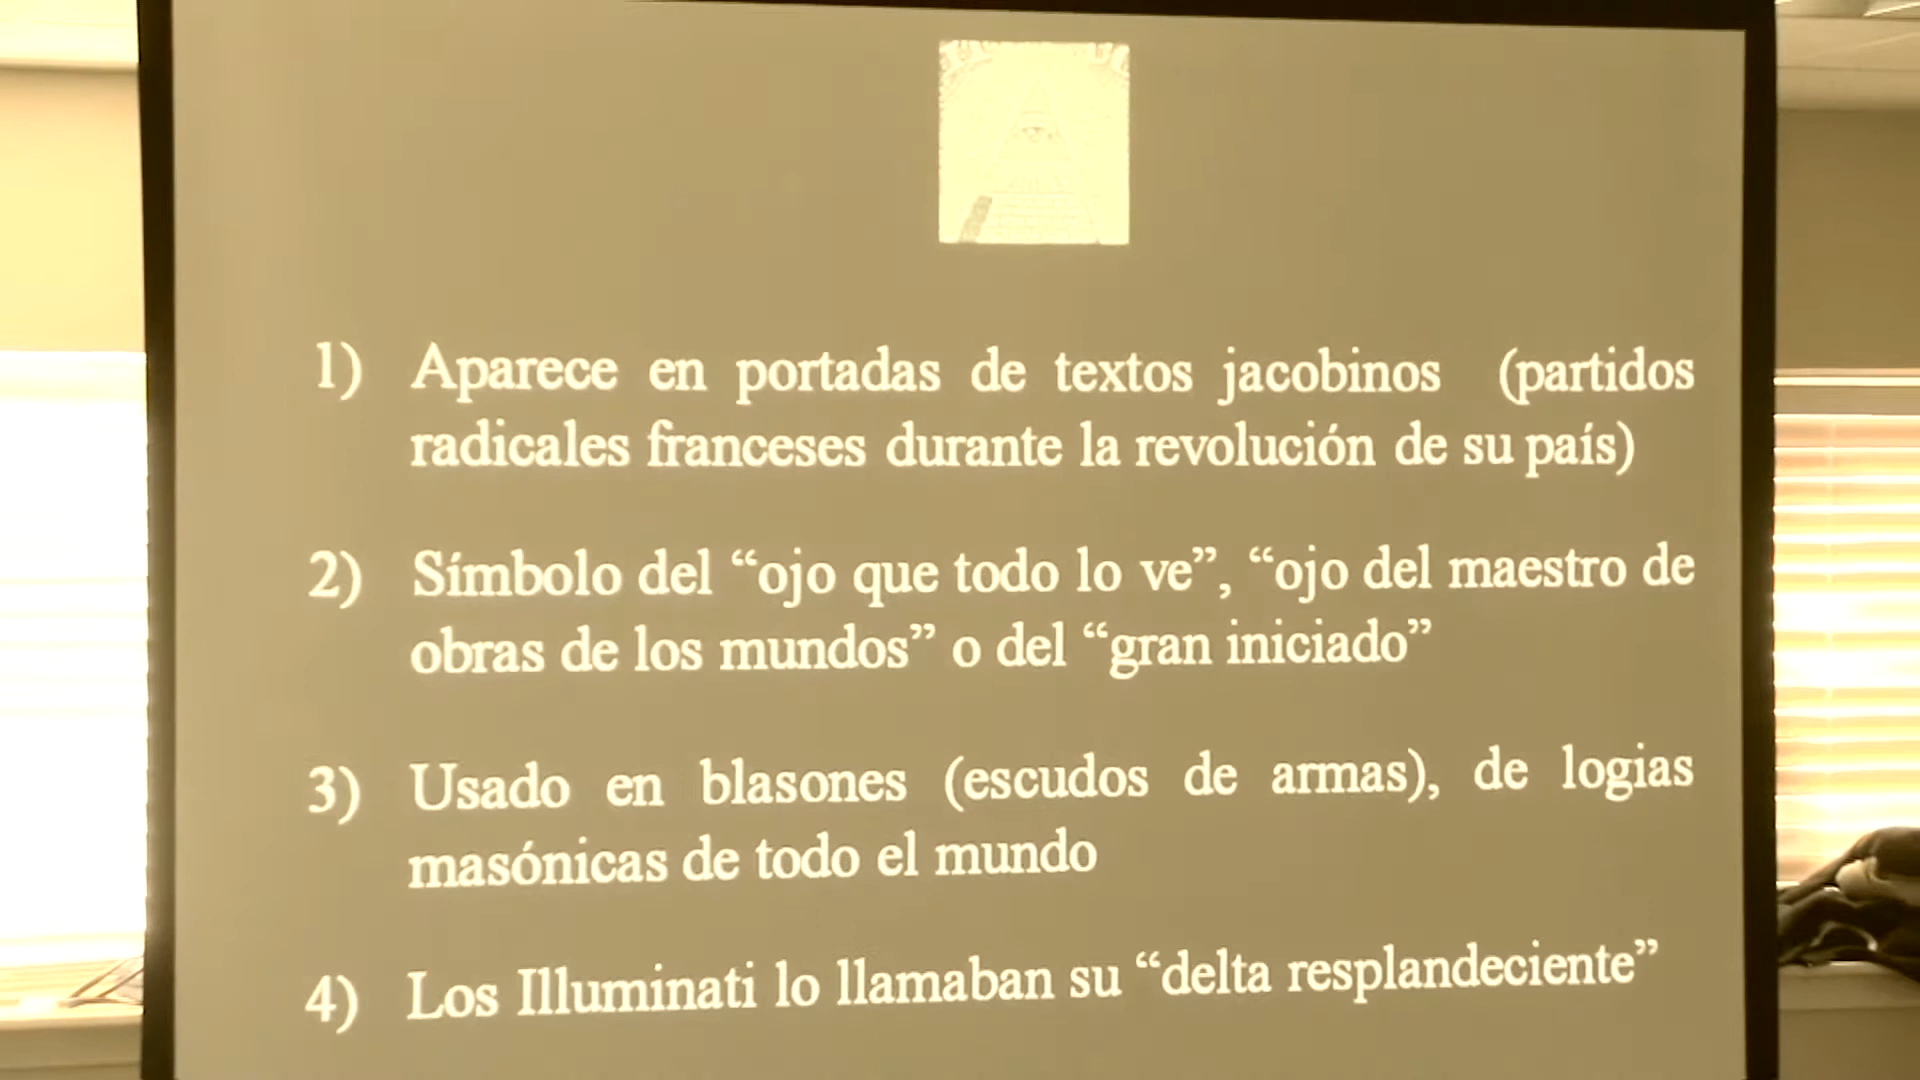 1) Aparece en portadas de textos jacobinos (partidos
radicales franceses durante la revolución de su país)
2) Símbolo del “ojo que todo lo ve”, “ojo del maestro de
obras de los mundos” o del “gran iniciado”
3) Usado en blasones (escudos de armas), de logias
masónicas de todo el mundo
4) Los Illuminati lo llamaban su “delta resplandeciente”